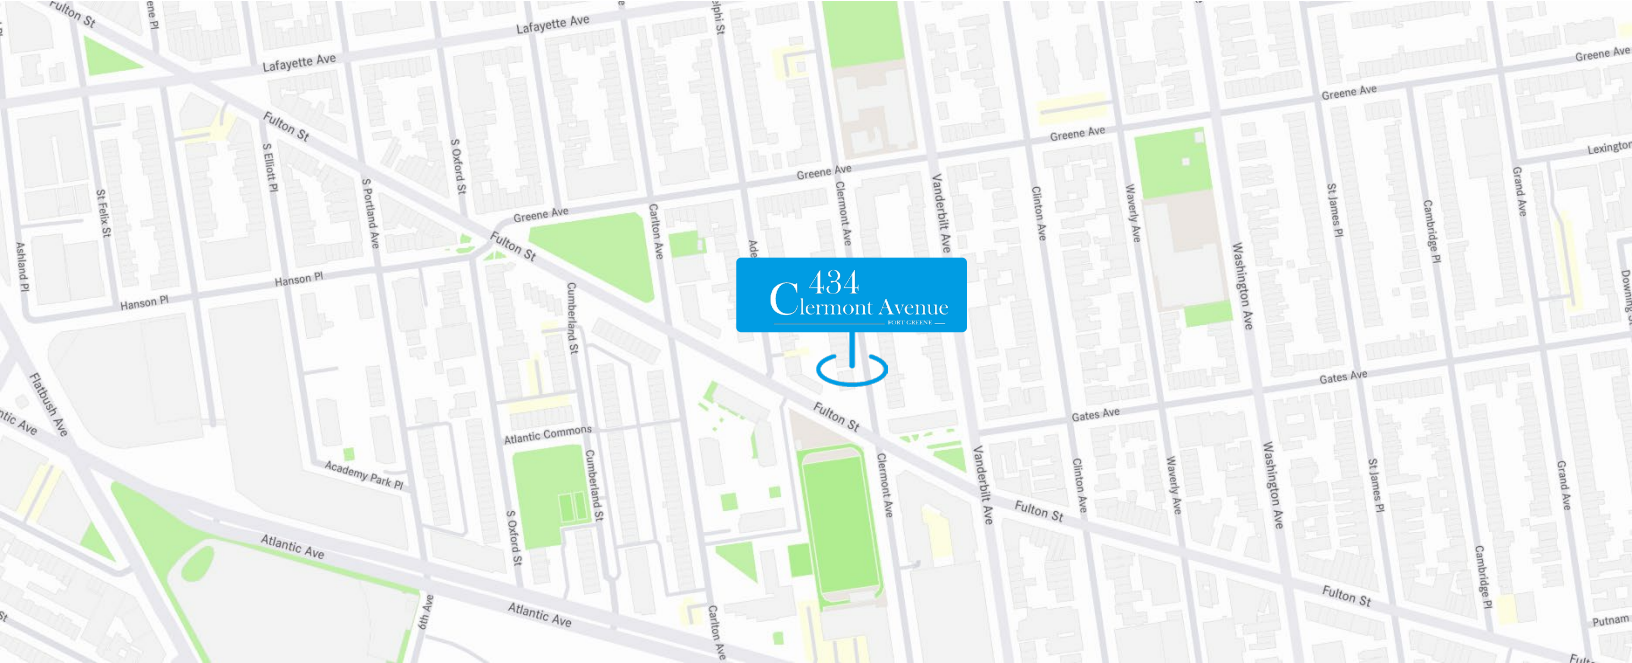 Fulton St
Lafayette Ave
Lafayette Ave
Greene Ave
Greene Ave
Fulton St
Greene Ave
S Oxford St
S Elliott Pl
Greene Ave
Lexington
S Portland Ave
St Felix St
Clermont Ave
Vanderbilt Ave
Clinton Ave
Waverly Ave
St James Pl
Cambridge Pl
Grand Ave
Greene Ave
Carlton Ave
Fulton St
Ashland Pl
Washington Ave
Hanson Pl
Hanson Pl
434
Clermont Avenue
FORT GREENE
Cumberland St
Gates Ave
Flatbush Ave
Fulton St
Gates Ave
Atlantic Commons
Academy Park Pl
Cumberland St
Clermont Ave
Vanderbilt Ave
Clinton Ave
Waverly Ave
Washington Ave
St James Pl
Grand Ave
S Oxford St
Fulton St
Atlantic Ave
Cambridge Pl
Fulton St
6th Ave
Atlantic Ave
Carlton Ave
Putnam